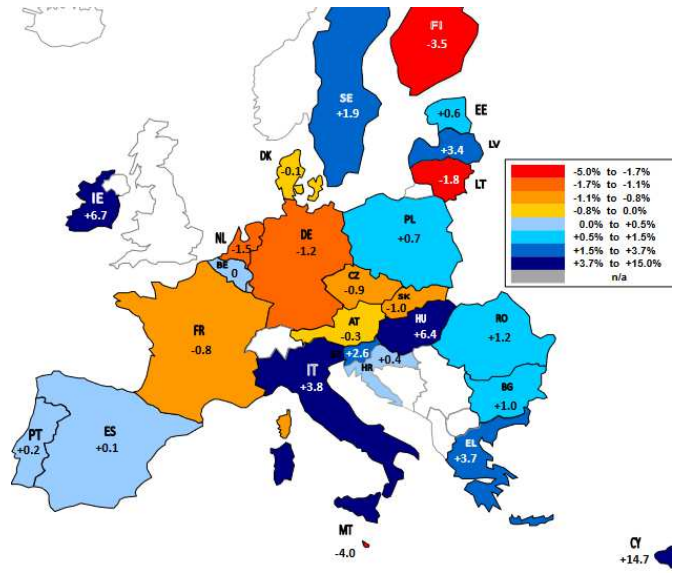 FI
-3.5
SE
+1.9
+0.6
EE
LV
+3.4
DK
-0.1
-1.8
LT
IE
+6.7
-5.0% to -1.7%
-1.7% to -1.1%
-1.1% to -0.8%
-0.8% to 0.0%
0.0% to +0.5%
+0.5% to +1.5%
+1.5% to +3.7%
+3.7% to +15.0%
n/a
NL
-1.5
DE
-1.2
PL
+0.7
BE
0
CZ
-0.9
SK
-1.0
AT
-0.3
HU
+6.4
RO
+1.2
FR
-0.8
+2.6
+0.4
HR
IT
+3.8
BG
+1.0
PT
+0.2
ES
+0.1
EL
+3.7
MT
-4.0
CY
+14.7